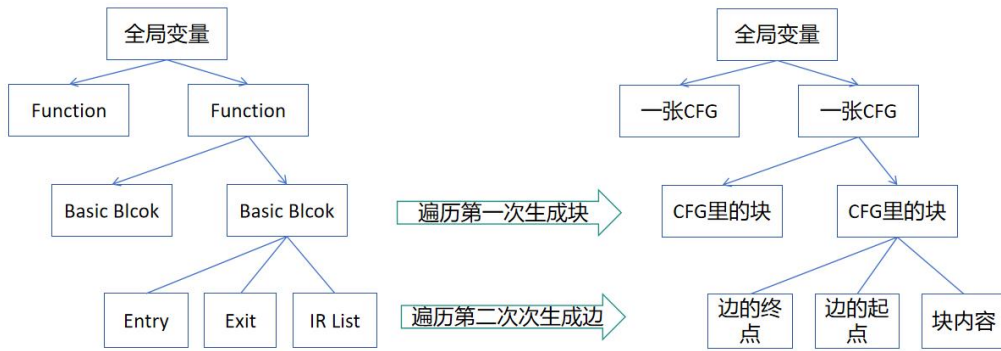 全局变量
全局变量
Function
Function
一张CFG
一张CFG
Basic Blcok
Basic Blcok
遍历第一次生成块
CFG里的块
CFG里的块
Entry
Exit
IR List
遍历第二次次生成边
边的终
点
边的起
点
块内容